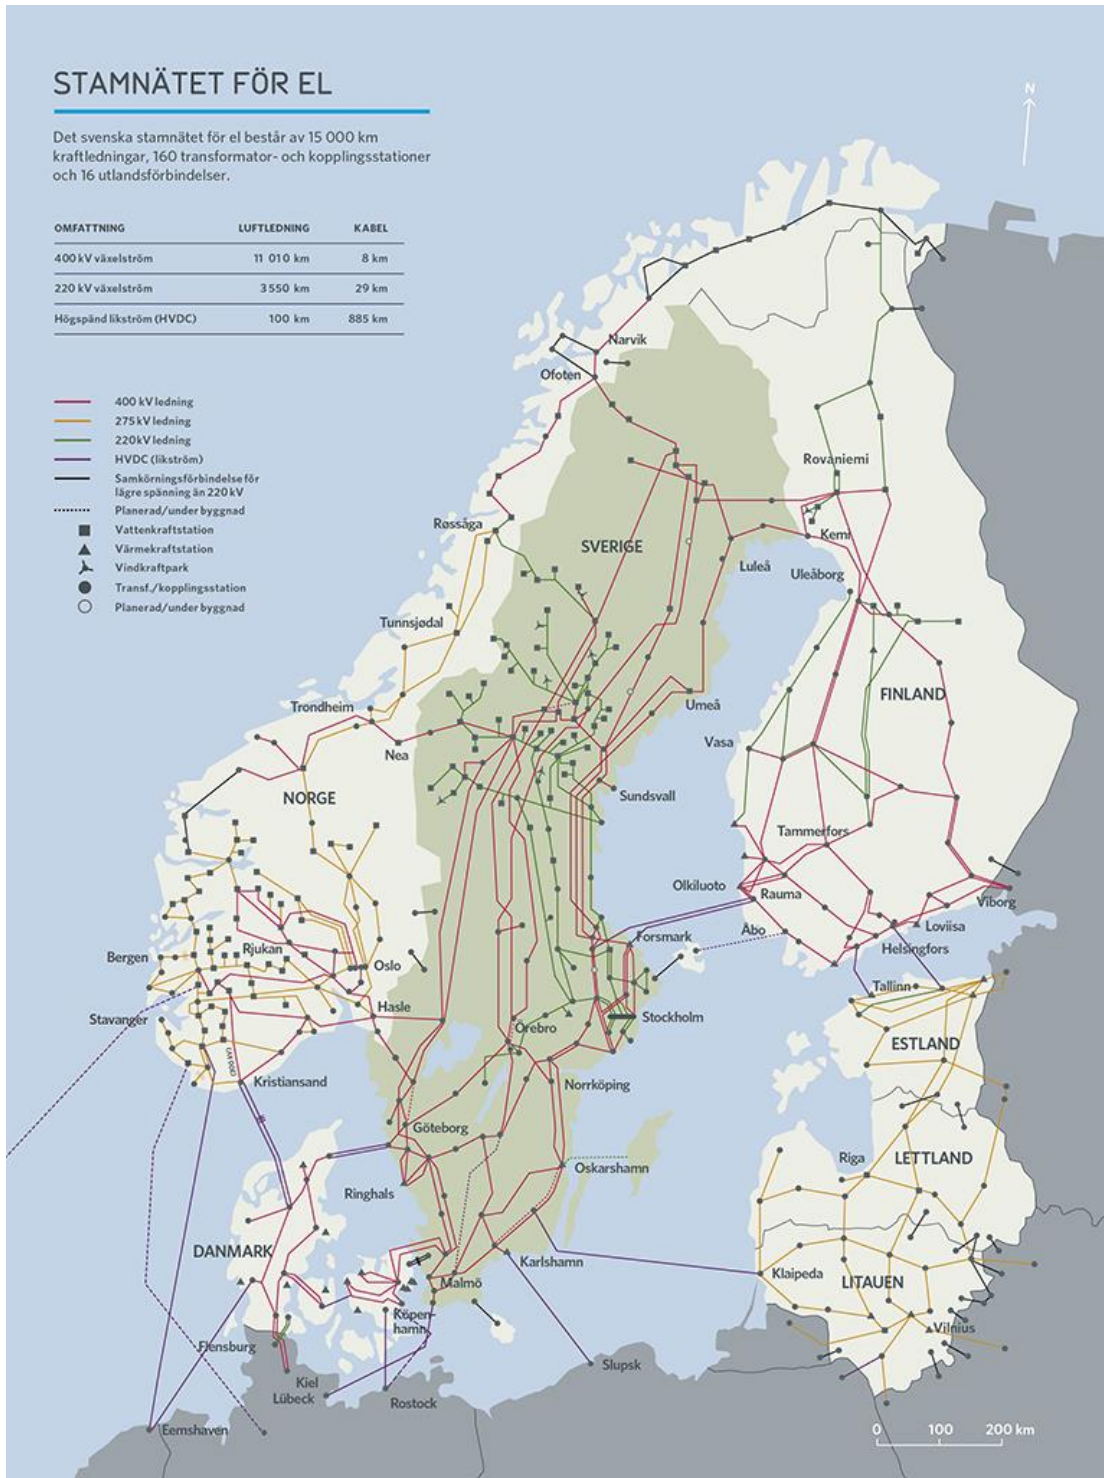 STAMNÄTET FÖR EL
Det svenska stamnätet för el består av 15 000 km
kraftledningar, 160 transformator- och kopplingsstationer
och 16 utlandsförbindelser.
OMFATTNING LUFTLEDNING KABEL
400 kV växelström 11 010 km 8 km
220 kV växelström 3 550 km 29 km
Högspänd likström (HVDC) 100 km 885 km
400 kV ledning
275 kV ledning
220 kV ledning
HVDC (likström)
Samkörningsförbindelse för
lägre spänning än 220 kV
Planerad/under byggnad
Vattenkraftstation
Värmekraftstation
Vindkraftpark
Transf./kopplingsstation
Planerad/under byggnad
N
Narvik
Ofoten
Rovaniemi
Røssåga
Kemi
SVERIGE
Luleå
Uleåborg
Tunnsjødal
FINLAND
Trondheim
Umeå
Nea
Vasa
NORGE
Sundsvall
Tammerfors
Olkiluoto
Rauma
Viborg
Åbo
Loviisa
Forsmark
Helsingfors
Rjukan
Bergen
Oslo
Tallinn
Hasle
Stavanger
Stockholm
Örebro
ESTLAND
Kristiansand
Norrköping
Göteborg
Riga
LETTLAND
Oskarshamn
Ringhals
DANMARK
Karlshamn
Klaipeda
LITAUEN
Malmö
Köpen-
hamn
Vilnius
Flensburg
Slupsk
Kiel
Lübeck
Rostock
Eemshaven
0 100 200 km